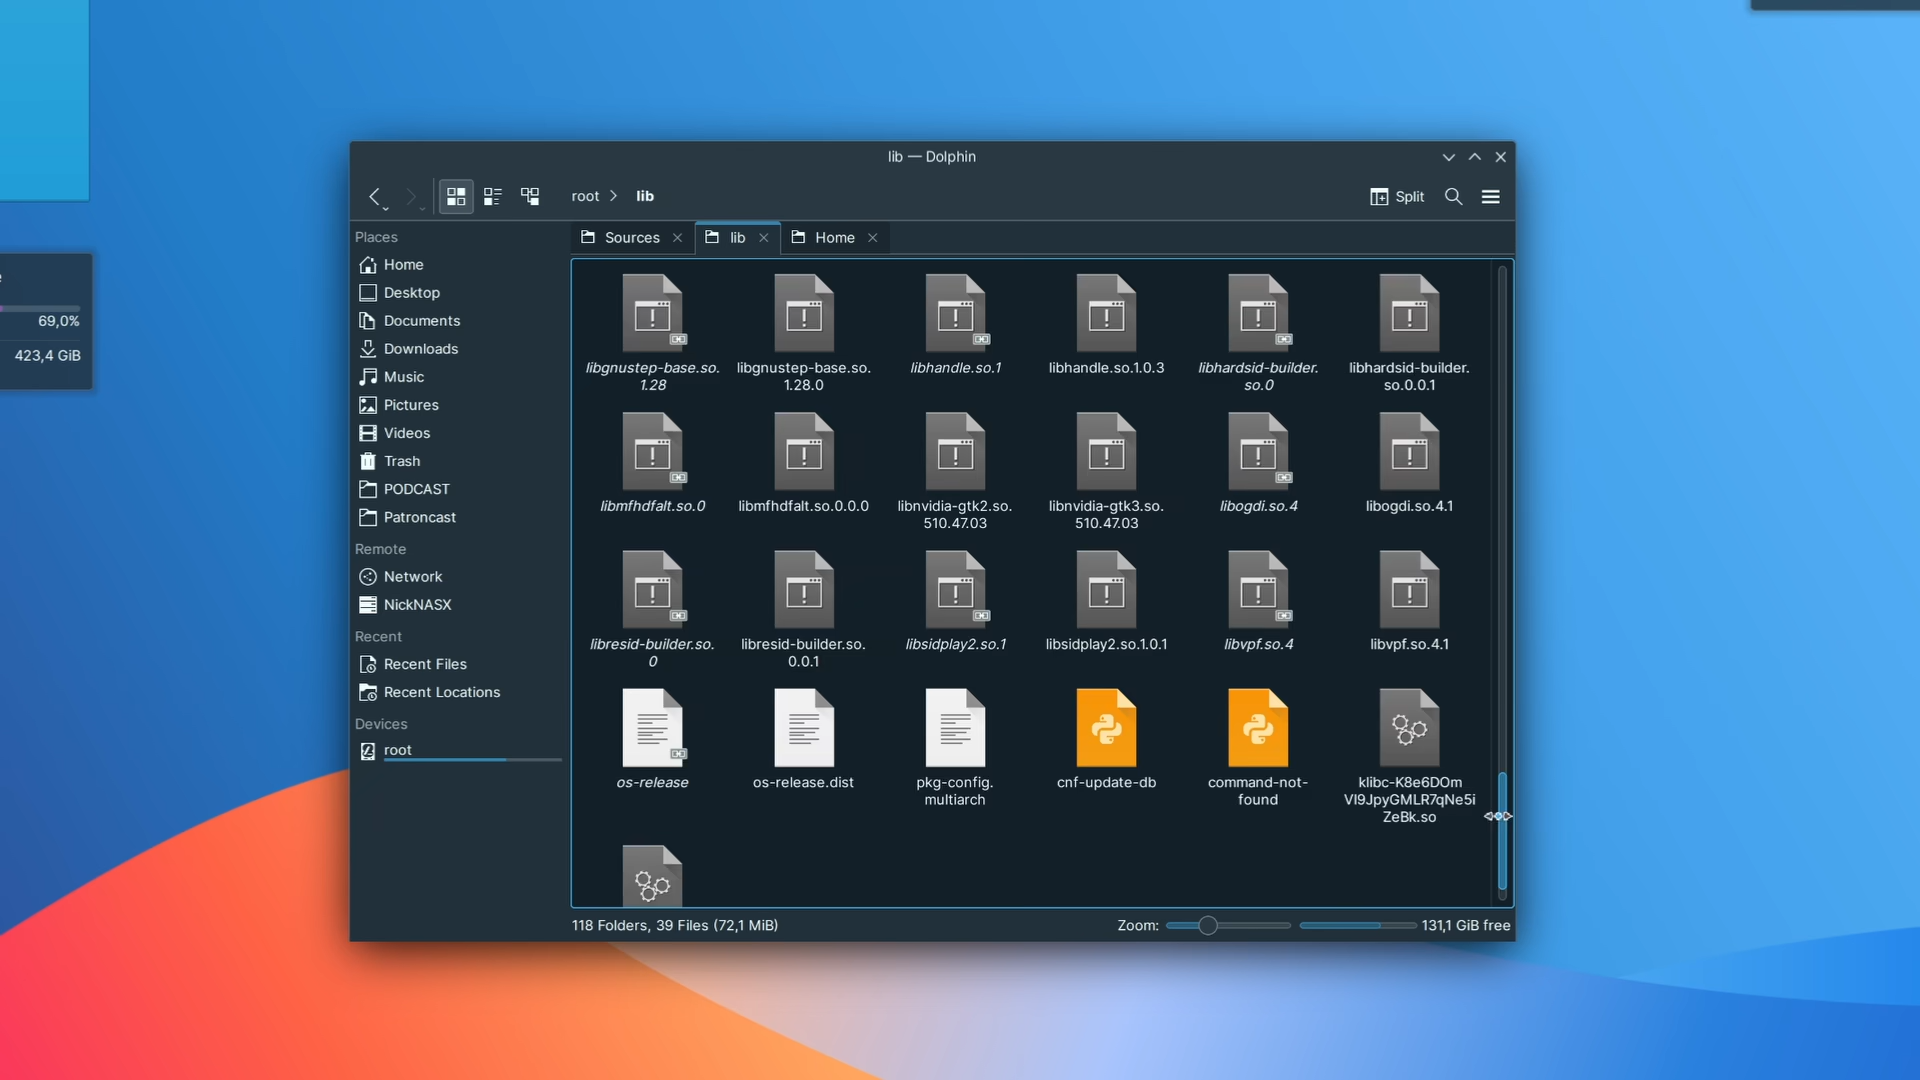 lib — Dolphin
root > lib
Split
Sources
lib
Home
e
69,0%
423,4 GiB
Places
Home
Desktop
Documents
Downloads
Music
Pictures
Videos
Trash
PODCAST
Patroncast
Remote
Network
NickNASX
Recent
Recent Files
Recent Locations
Devices
root
libgnustep-base.so.
1.28
libgnustep-base.so.
1.28.0
libhandle.so.1
libhandle.so.1.0.3
libhardsid-builder.
so.0
libhardsid-builder.
so.0.0.1
libmfhdfalt.so.0
libmfhdfalt.so.0.0.0
libnvidia-gtk2.so.
510.47.03
libnvidia-gtk3.so.
510.47.03
libogdi.so.4
libogdi.so.4.1
libresid-builder.so.
0
libresid-builder.so.
0.0.1
libsidplay2.so.1
libsidplay2.so.1.0.1
libvpf.so.4
libvpf.so.4.1
os-release
os-release.dist
pkg-config.
multiarch
cnf-update-db
command-not-
found
klibc-K8e6DOm
VI9JpyGMLR7qNe5i
ZeBk.so
118 Folders, 39 Files (72,1 MiB)
Zoom:
131,1 GiB free